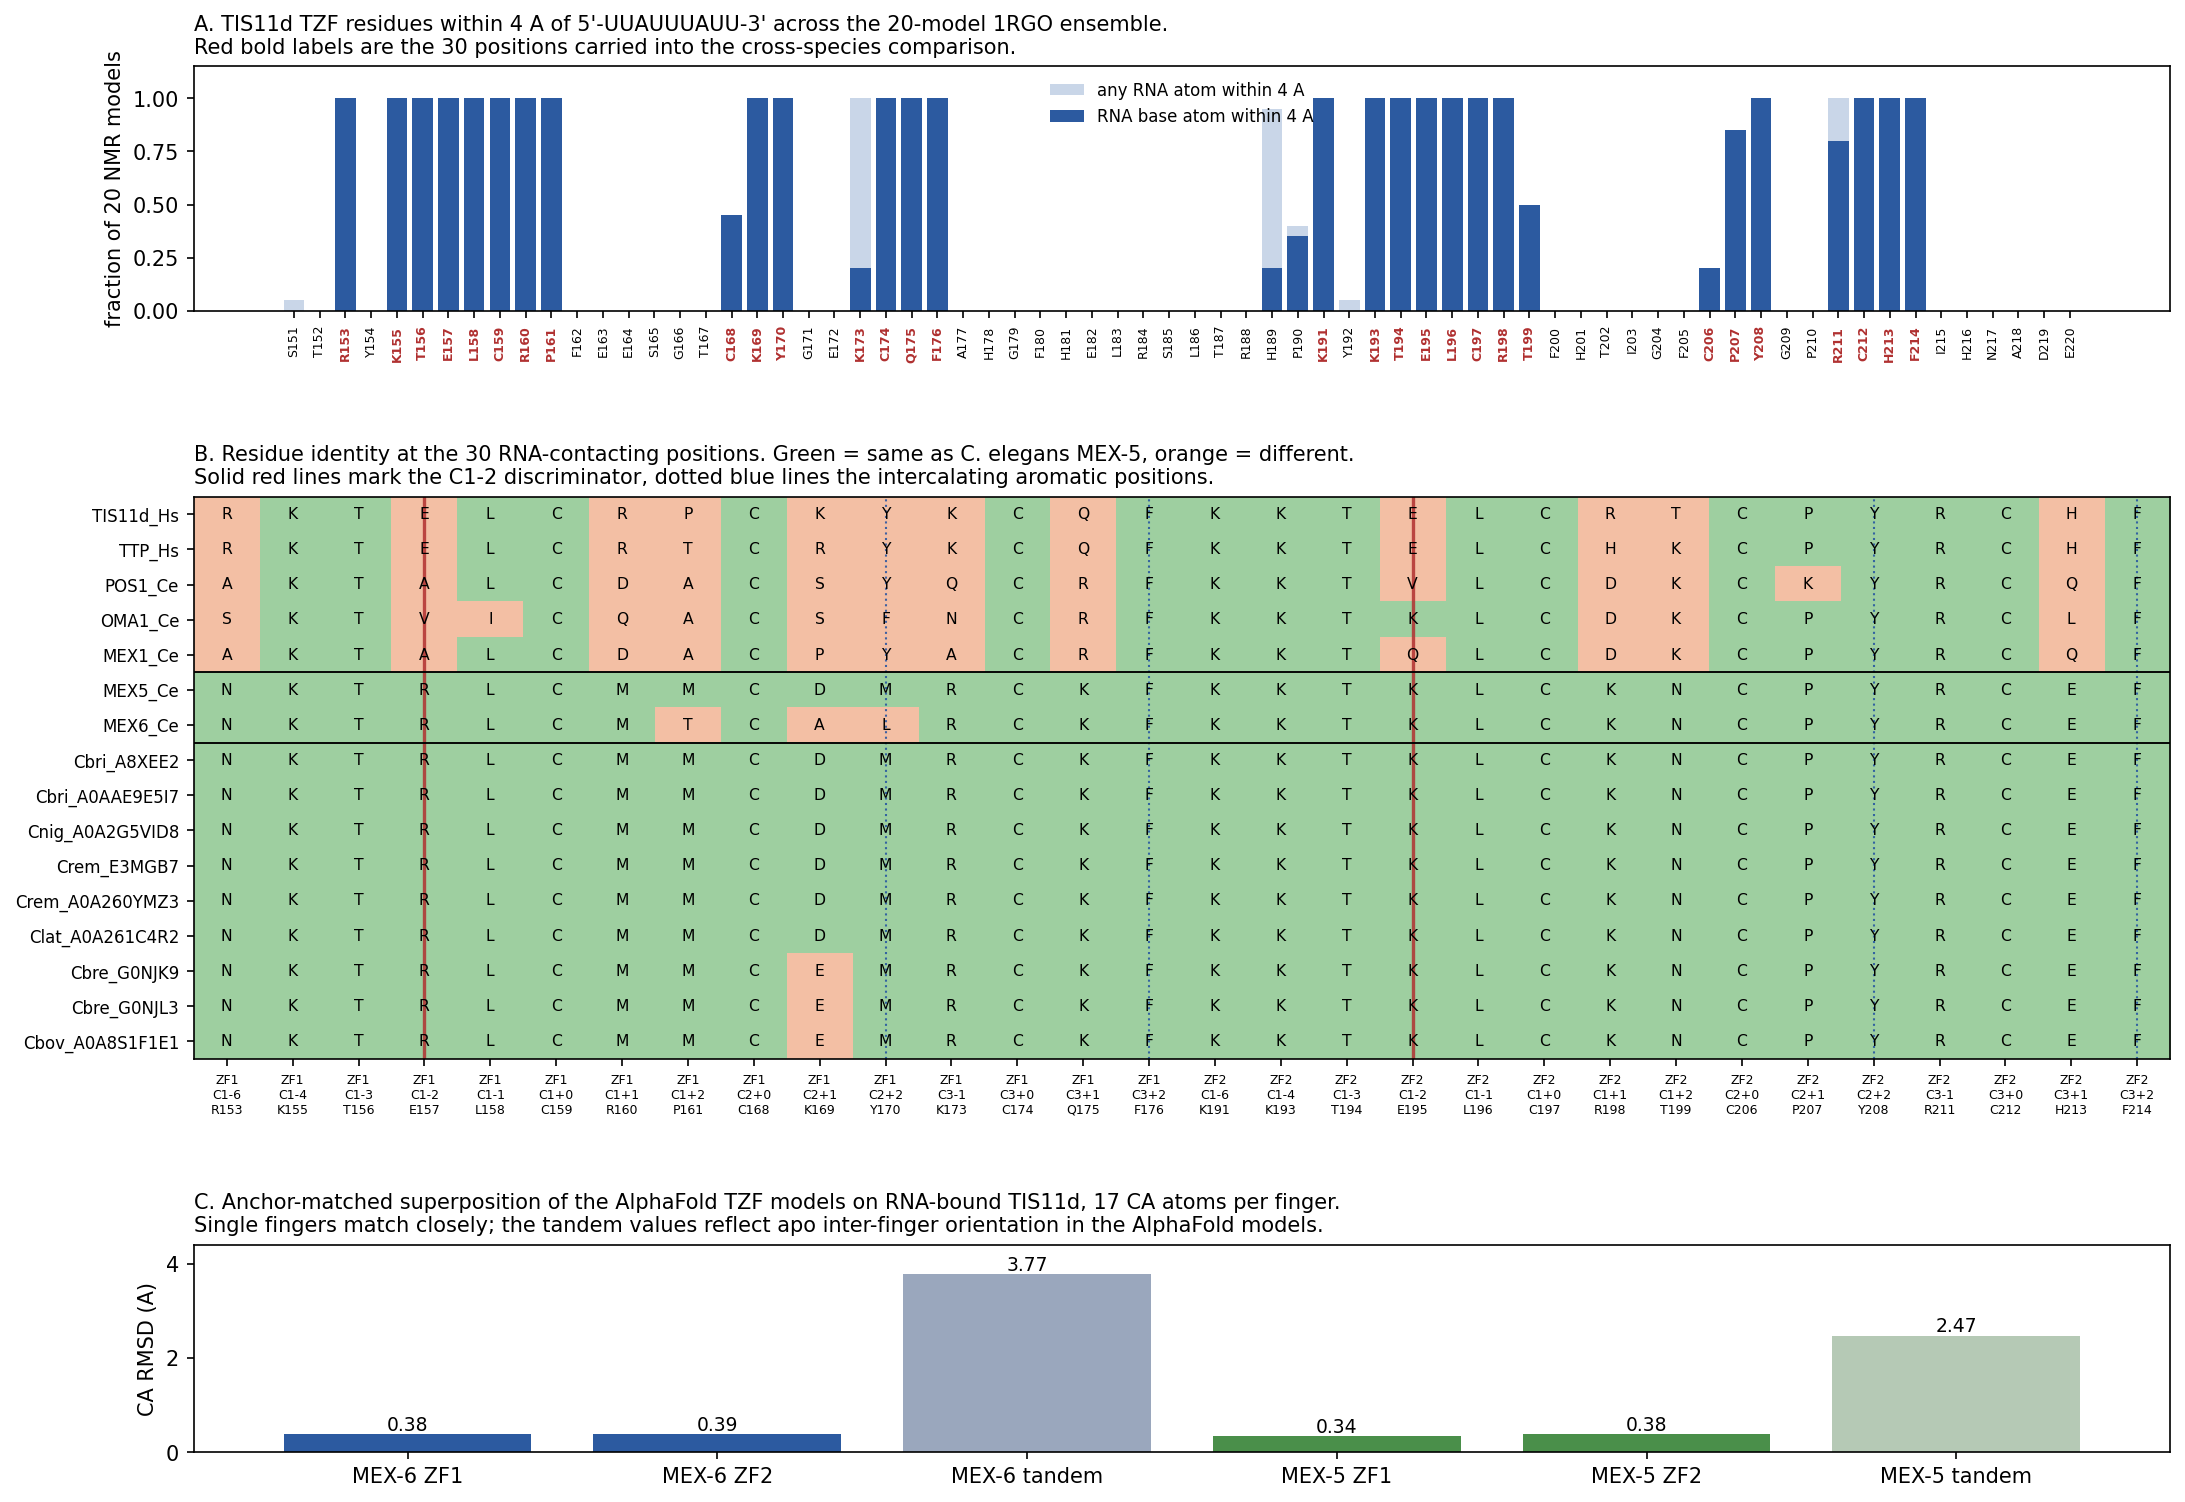 A. TIS11d TZF residues within 4 A of 5'-UUAUUUAUU-3' across the 20-model 1RGO ensemble.
Red bold labels are the 30 positions carried into the cross-species comparison.
fraction of 20 NMR models
1.00
0.75
0.50
0.25
0.00
any RNA atom within 4 A
RNA base atom within 4 A
S151 T152 R153 Y154 K155 T156 E157 L158 C159 R160 P161 F162 E163 E164 S165 G166 T167 C168 K169 Y170 G171 E172 K173 C174 Q175 F176 A177 H178 G179 F180 H181 E182 L183 R184 S185 L186 T187 R188 H189 P190 K191 Y192 K193 T194 E195 L196 C197 R198 T199 F200 H201 T202 I203 G204 F205 C206 P207 Y208 G209 P210 R211 C212 H213 F214 I215 H216 N217 A218 D219 E220
B. Residue identity at the 30 RNA-contacting positions. Green = same as C. elegans MEX-5, orange = different.
Solid red lines mark the C1-2 discriminator, dotted blue lines the intercalating aromatic positions.
TIS11d_Hs R K T E L C R P C K Y K C Q F K K T E L C R T C P Y R C H F
TTP_Hs R K T E L C R T C R Y K C Q F K K T E L C H K C P Y R C H F
POS1_Ce A K T A L C D A C S Y Q C R F K K T V L C D K C K Y R C Q F
OMA1_Ce S K T V I C Q A C S F N C R F K K T K L C D K C P Y R C L F
MEX1_Ce A K T A L C D A C P Y A C R F K K T Q L C D K C P Y R C Q F
MEX5_Ce N K T R L C M M C D M R C K F K K T K L C K N C P Y R C E F
MEX6_Ce N K T R L C M T C A L R C K F K K T K L C K N C P Y R C E F
Cbri_A8XEE2 N K T R L C M M C D M R C K F K K T K L C K N C P Y R C E F
Cbri_A0AAE9E5I7 N K T R L C M M C D M R C K F K K T K L C K N C P Y R C E F
Cnig_A0A2G5VID8 N K T R L C M M C D M R C K F K K T K L C K N C P Y R C E F
Crem_E3MGB7 N K T R L C M M C D M R C K F K K T K L C K N C P Y R C E F
Crem_A0A260YMZ3 N K T R L C M M C D M R C K F K K T K L C K N C P Y R C E F
Clat_A0A261C4R2 N K T R L C M M C D M R C K F K K T K L C K N C P Y R C E F
Cbre_G0NJK9 N K T R L C M M C E M R C K F K K T K L C K N C P Y R C E F
Cbre_G0NJL3 N K T R L C M M C E M R C K F K K T K L C K N C P Y R C E F
Cbov_A0A8S1F1E1 N K T R L C M M C E M R C K F K K T K L C K N C P Y R C E F
ZF1 ZF1 ZF1 ZF1 ZF1 ZF1 ZF1 ZF1 ZF1 ZF1 ZF1 ZF1 ZF1 ZF1 ZF1 ZF2 ZF2 ZF2 ZF2 ZF2 ZF2 ZF2 ZF2 ZF2 ZF2 ZF2 ZF2 ZF2 ZF2 ZF2
C1-6 C1-4 C1-3 C1-2 C1-1 C1+0 C1+1 C1+2 C2+0 C2+1 C2+2 C3-1 C3+0 C3+1 C3+2 C1-6 C1-4 C1-3 C1-2 C1-1 C1+0 C1+1 C1+2 C2+0 C2+1 C2+2 C3-1 C3+0 C3+1 C3+2
R153 K155 T156 E157 L158 C159 R160 P161 C168 K169 Y170 K173 C174 Q175 F176 K191 K193 T194 E195 L196 C197 R198 T199 C206 P207 Y208 R211 C212 H213 F214
C. Anchor-matched superposition of the AlphaFold TZF models on RNA-bound TIS11d, 17 CA atoms per finger.
Single fingers match closely; the tandem values reflect apo inter-finger orientation in the AlphaFold models.
CA RMSD (A)
4
2
0
0.38
0.39
3.77
0.34
0.38
2.47
MEX-6 ZF1
MEX-6 ZF2
MEX-6 tandem
MEX-5 ZF1
MEX-5 ZF2
MEX-5 tandem